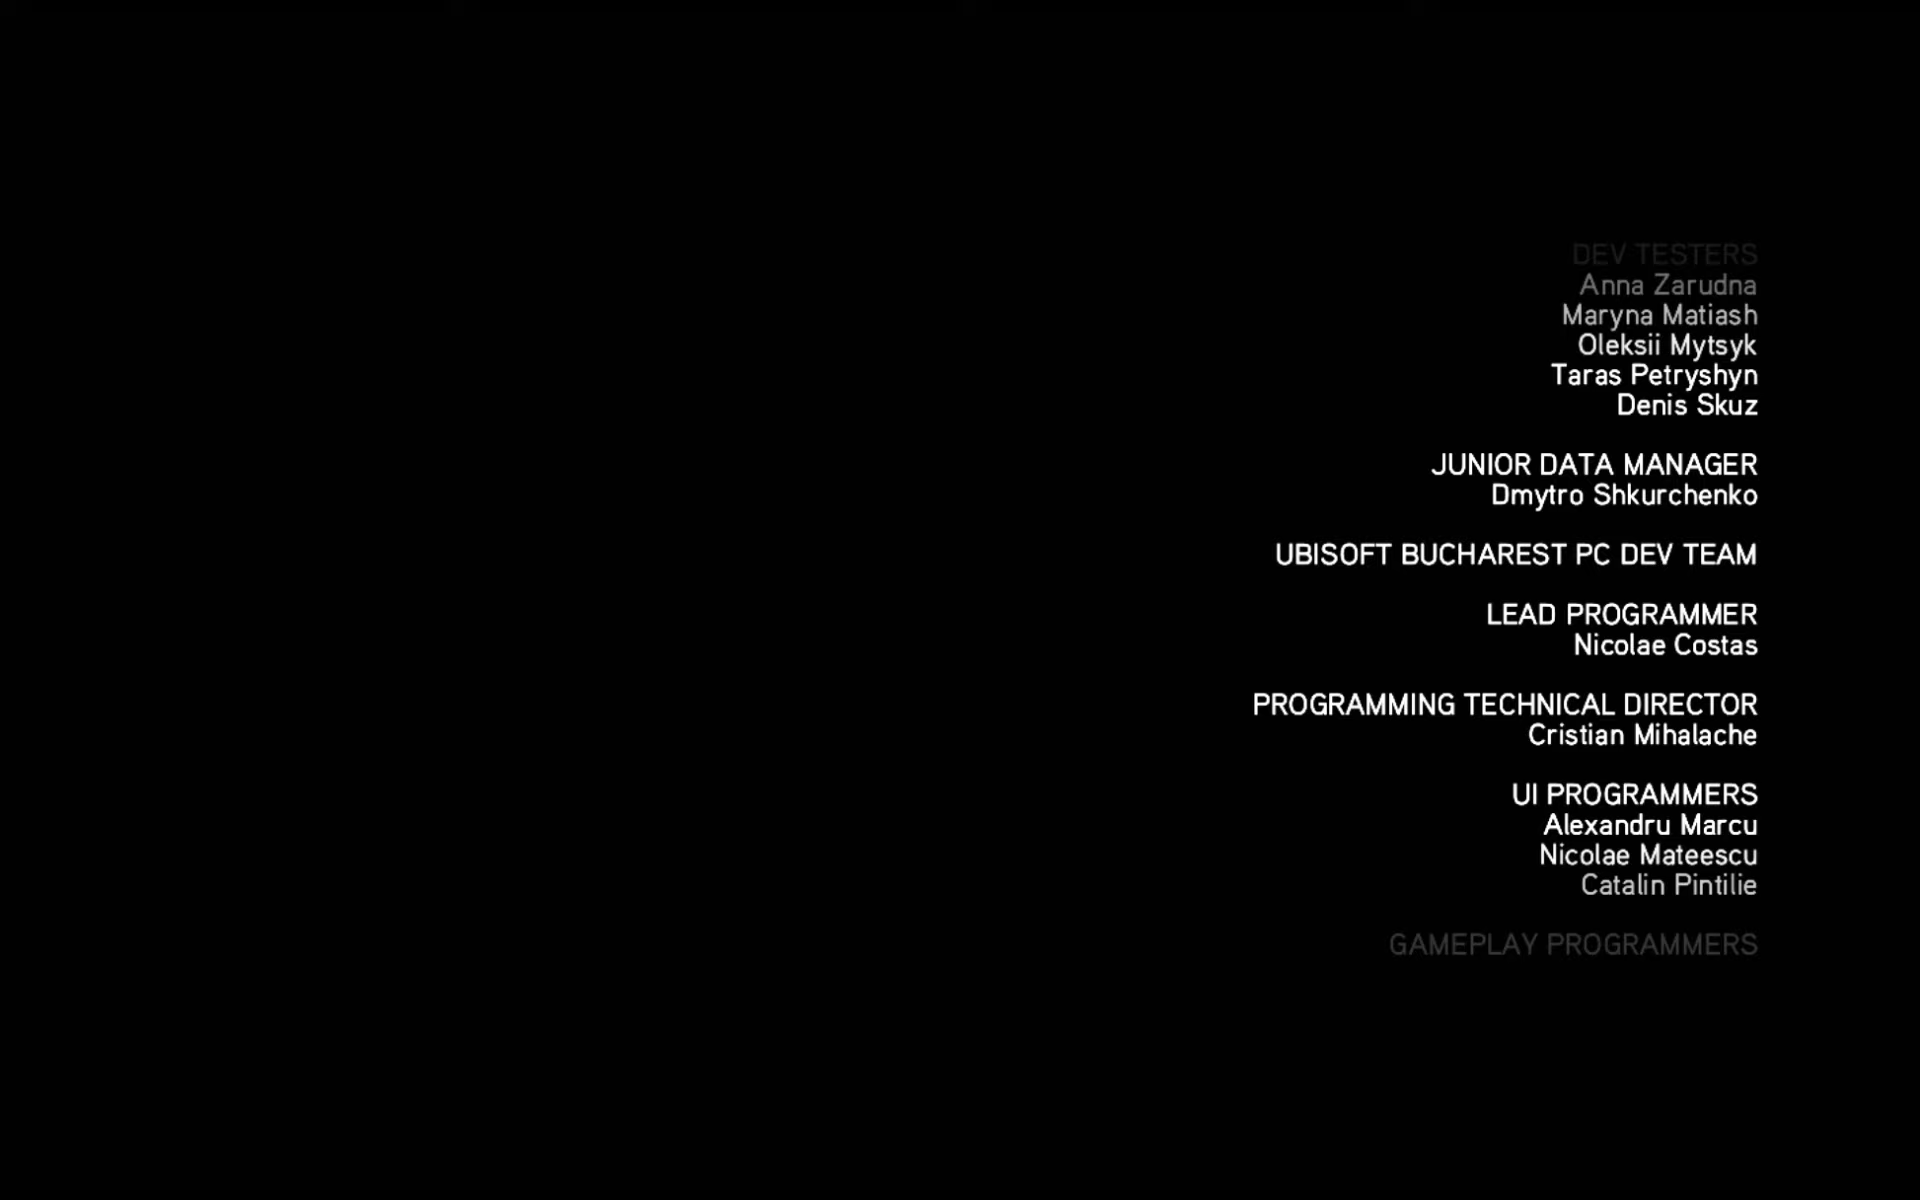 DEV TESTERS
Anna Zarudna
Maryna Matiash
Oleksii Mytsyk
Taras Petryshyn
Denis Skuz
JUNIOR DATA MANAGER
Dmytro Shkurchenko
UBISOFT BUCHAREST PC DEV TEAM
LEAD PROGRAMMER
Nicolae Costas
PROGRAMMING TECHNICAL DIRECTOR
Cristian Mihalache
UI PROGRAMMERS
Alexandru Marcu
Nicolae Mateescu
Catalin Pintilie
GAMEPLAY PROGRAMMERS